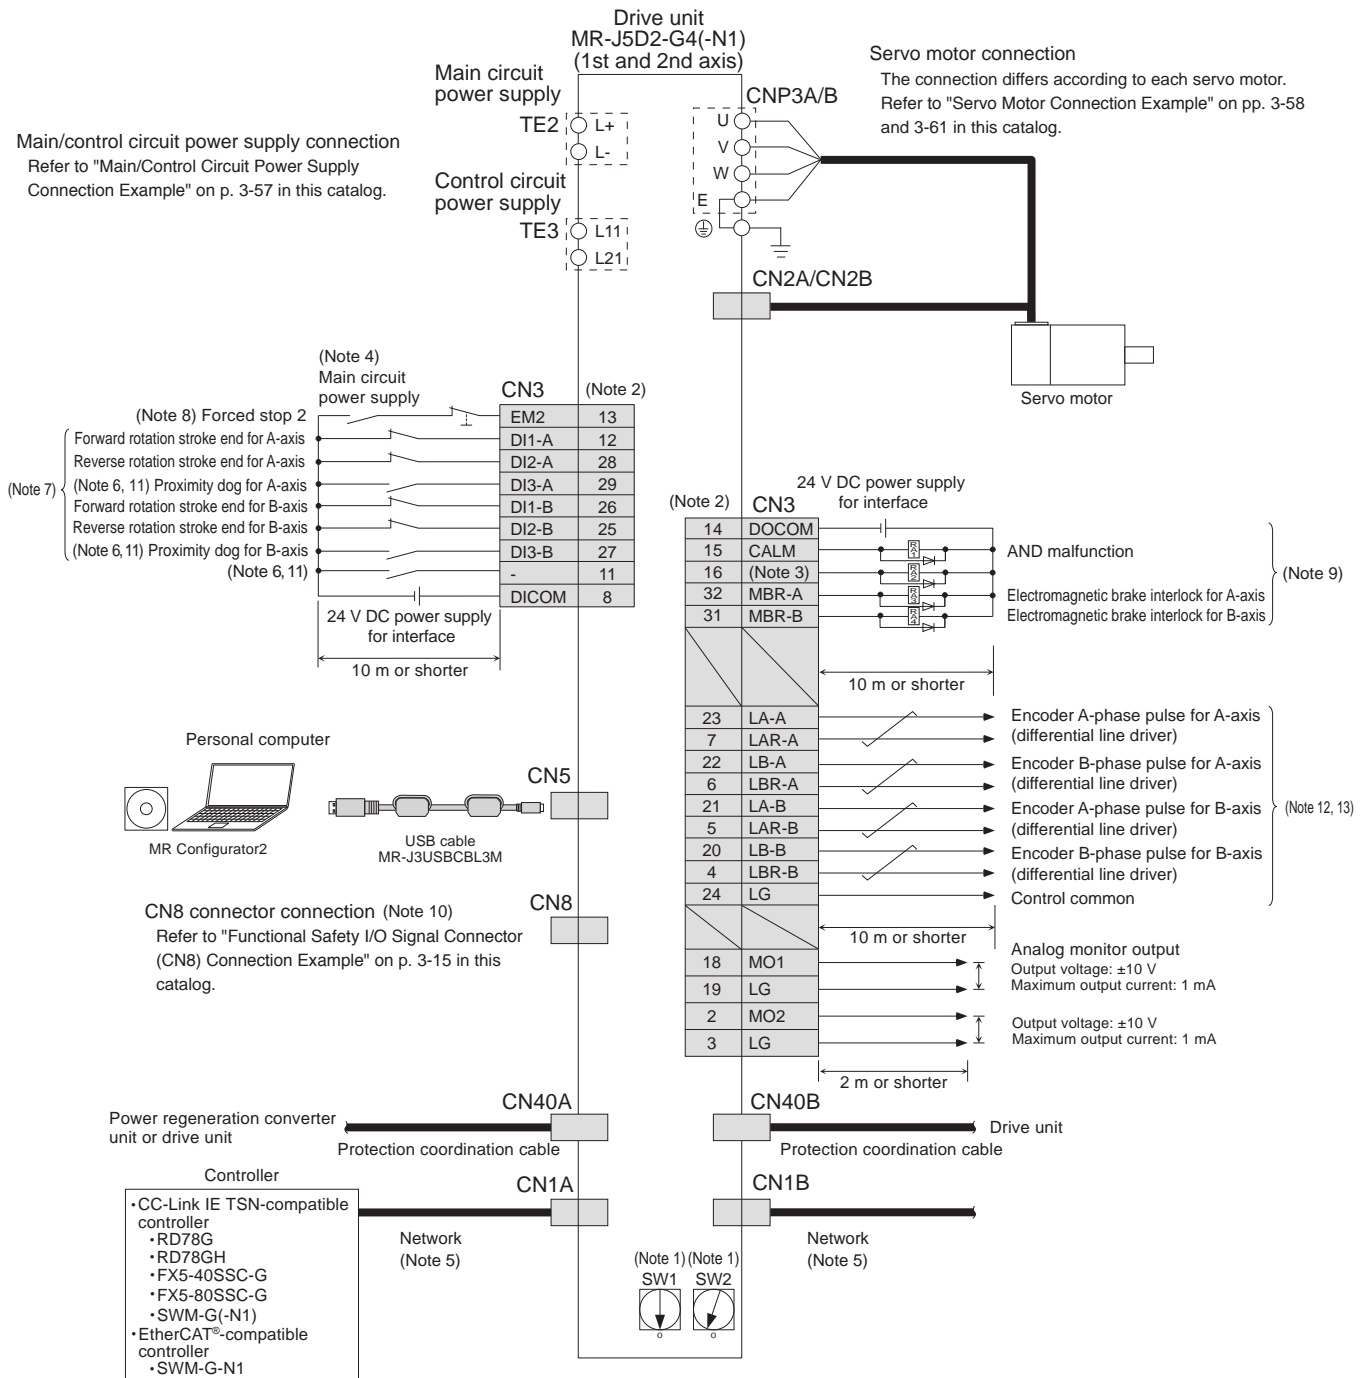 Drive unit
MR-J5D2-G4(-N1)
(1st and 2nd axis)
Main/control circuit power supply connection
Refer to "Main/Control Circuit Power Supply
Connection Example" on p. 3-57 in this catalog.
Main circuit
power supply
TE2
L+
L-
Control circuit
power supply
TE3
L11
L21
CNP3A/B
U
V
W
E
Servo motor connection
The connection differs according to each servo motor.
Refer to "Servo Motor Connection Example" on pp. 3-58
and 3-61 in this catalog.
CN2A/CN2B
Servo motor
(Note 4)
Main circuit
power supply
CN3 (Note 2)
(Note 8) Forced stop 2 EM2 13
Forward rotation stroke end for A-axis DI1-A 12
Reverse rotation stroke end for A-axis DI2-A 28
(Note 7) (Note 6, 11) Proximity dog for A-axis DI3-A 29
Forward rotation stroke end for B-axis DI1-B 26
Reverse rotation stroke end for B-axis DI2-B 25
(Note 6,11) Proximity dog for B-axis DI3-B 27
(Note 6,11) - 11
DICOM 8
24 V DC power supply
for interface
10 m or shorter
24 V DC power supply
for interface
(Note 2) CN3
14 DOCOM
15 CALM RA1 AND malfunction
16 (Note 3) RA2 (Note 9)
32 MBR-A RA3 Electromagnetic brake interlock for A-axis
31 MBR-B RA4 Electromagnetic brake interlock for B-axis
10 m or shorter
23 LA-A Encoder A-phase pulse for A-axis
7 LAR-A (differential line driver)
22 LB-A Encoder B-phase pulse for A-axis
6 LBR-A (differential line driver)
21 LA-B Encoder A-phase pulse for B-axis (Note 12, 13)
5 LAR-B (differential line driver)
20 LB-B Encoder B-phase pulse for B-axis
4 LBR-B (differential line driver)
24 LG Control common
10 m or shorter
Analog monitor output
18 MO1 Output voltage: ±10 V
19 LG Maximum output current: 1 mA
2 MO2 Output voltage: ±10 V
3 LG Maximum output current: 1 mA
2 m or shorter
Personal computer
MR Configurator2
USB cable
MR-J3USBCBL3M
CN5
CN8 connector connection (Note 10)
Refer to "Functional Safety I/O Signal Connector
(CN8) Connection Example" on p. 3-15 in this
catalog.
CN8
CN40A
Power regeneration converter
unit or drive unit
Protection coordination cable
CN40B
Drive unit
Protection coordination cable
Controller
•CC-Link IE TSN-compatible
controller
•RD78G
•RD78GH
•FX5-40SSC-G
•FX5-80SSC-G
•SWM-G(-N1)
•EtherCAT®-compatible
controller
•SWM-G-N1
CN1A
Network
(Note 5)
CN1B
Network
(Note 5)
(Note 1) (Note 1)
SW1 SW2
0 0